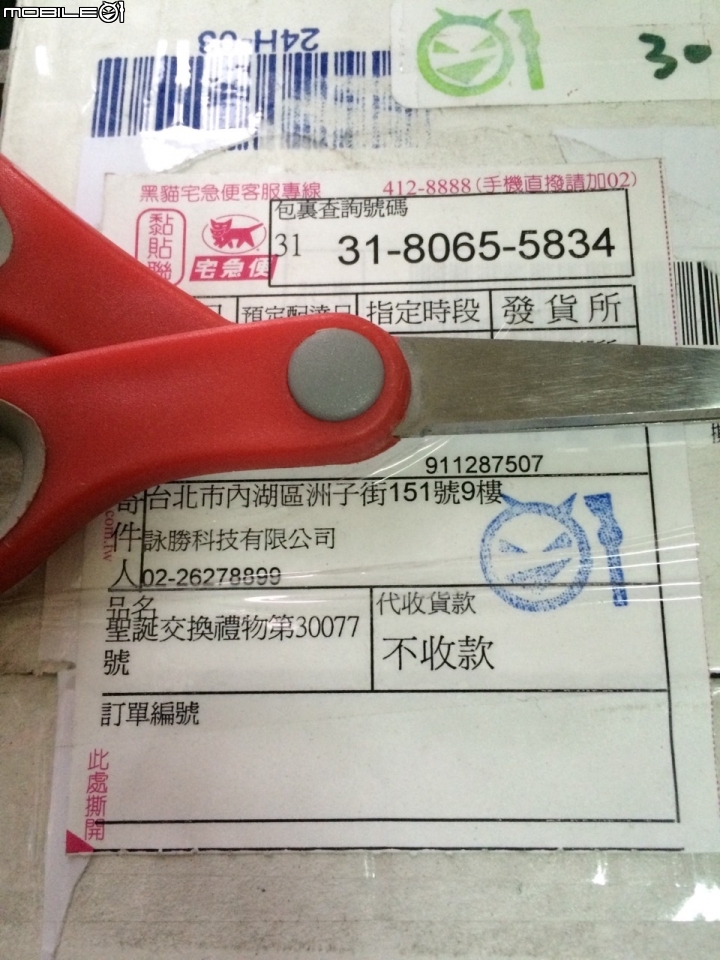 MOBILE01
24H-03
30
黑貓宅急便客服專線 412-8888(手機直撥請加02)
黏貼聯
宅急便
包裏查詢號碼
31 31-8065-5834
預定配達日 指定時段 發貨所
911287507
寄件人
台北市內湖區洲子街151號9樓
詠勝科技有限公司
02-26278899
品名
聖誕交換禮物第30077
號
代收貨款
不收款
訂單編號
此處撕開
.com.tw